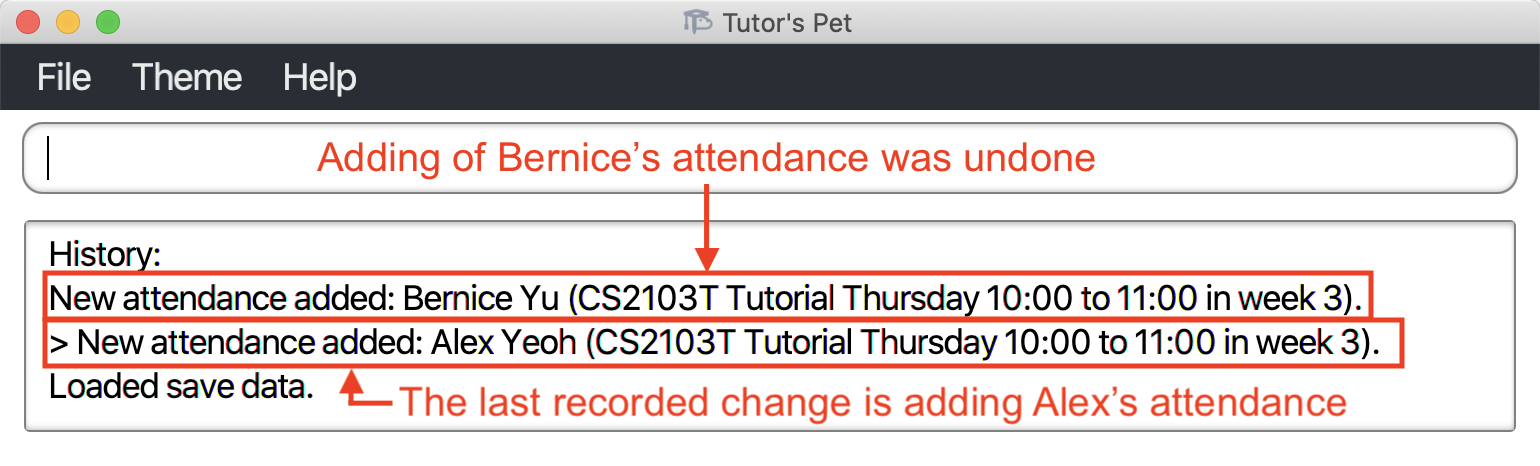 Tutor's Pet
File Theme Help
Adding of Bernice’s attendance was undone
History:
New attendance added: Bernice Yu (CS2103T Tutorial Thursday 10:00 to 11:00 in week 3).
> New attendance added: Alex Yeoh (CS2103T Tutorial Thursday 10:00 to 11:00 in week 3).
Loaded save data.
The last recorded change is adding Alex’s attendance